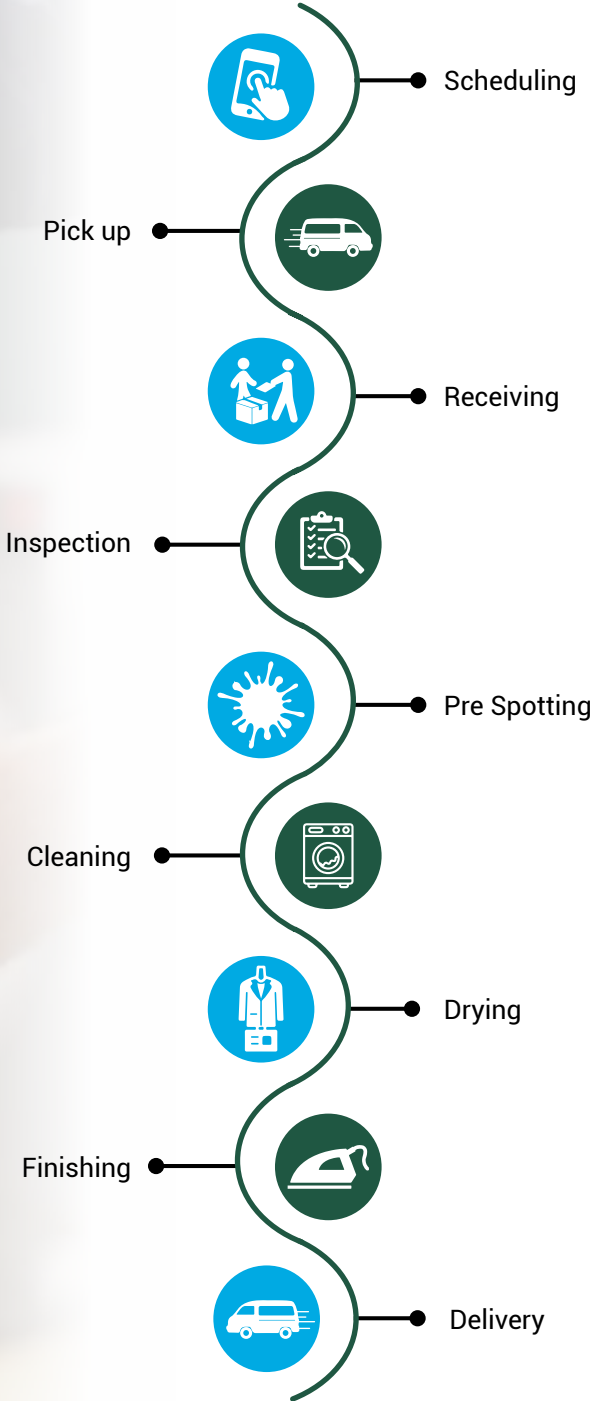 Scheduling
Pick up
Receiving
Inspection
Pre Spotting
Cleaning
Drying
Finishing
Delivery